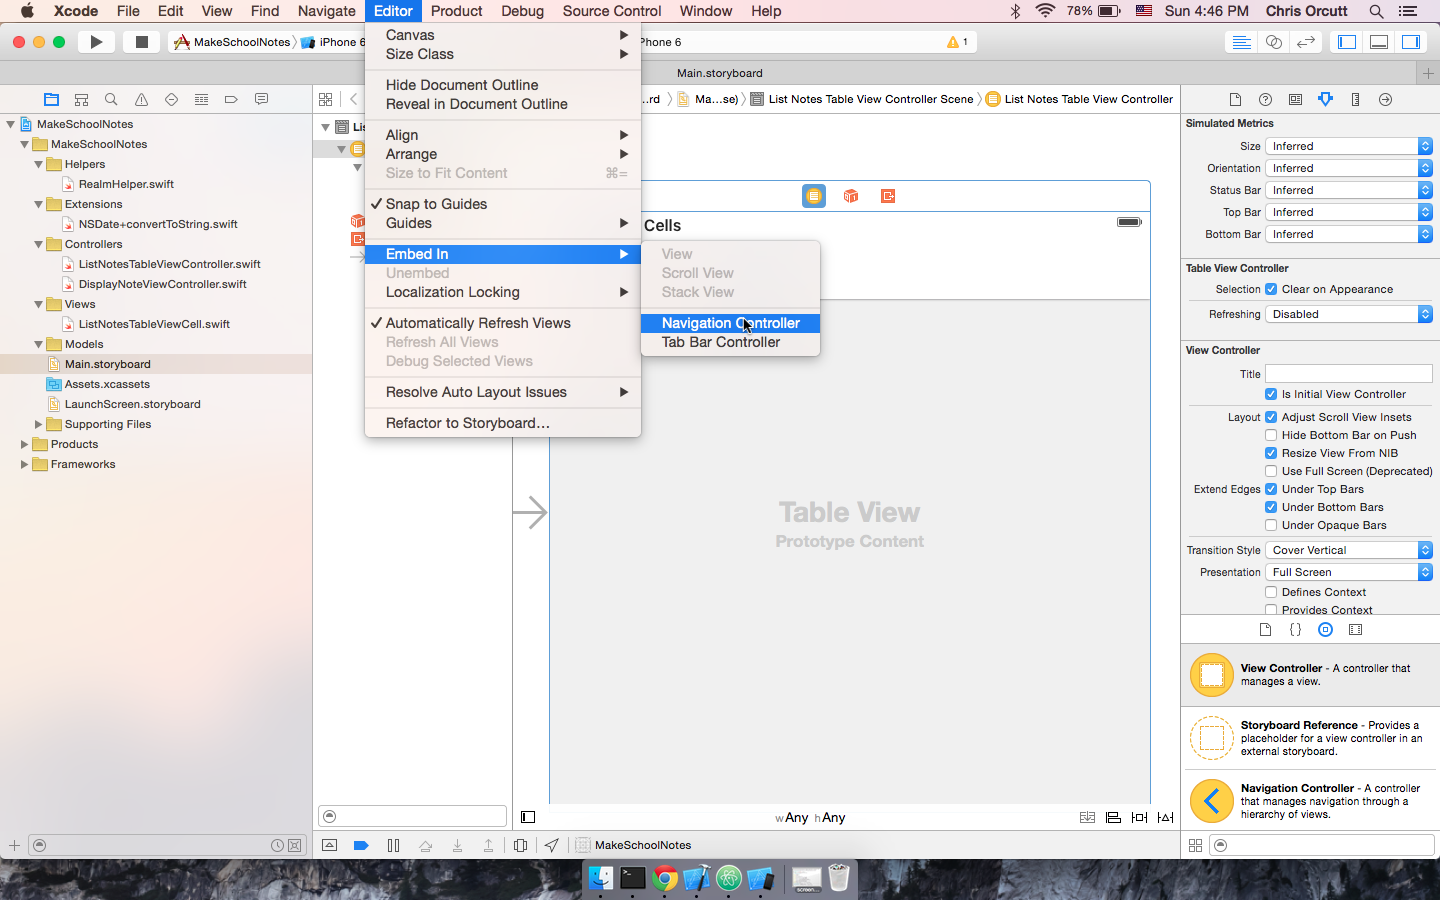 Xcode File Edit View Find Navigate Editor Product Debug Source Control Window Help
78% Sun 4:46 PM Chris Orcutt
MakeSchoolNotes iPhone 6
Phone 6
1
Main.storyboard
...rd Ma...se) List Notes Table View Controller Scene List Notes Table View Controller
MakeSchoolNotes
MakeSchoolNotes
Helpers
RealmHelper.swift
Extensions
NSDate+convertToString.swift
Controllers
ListNotesTableViewController.swift
DisplayNoteViewController.swift
Views
ListNotesTableViewCell.swift
Models
Main.storyboard
Assets.xcassets
LaunchScreen.storyboard
Supporting Files
Products
Frameworks
Canvas
Size Class
Hide Document Outline
Reveal in Document Outline
Align
Arrange
Size to Fit Content ⌘=
✓ Snap to Guides
Guides
Embed In
Unembed
Localization Locking
✓ Automatically Refresh Views
Refresh All Views
Debug Selected Views
Resolve Auto Layout Issues
Refactor to Storyboard…
View
Scroll View
Stack View
Navigation Controller
Tab Bar Controller
Cells
Table View
Prototype Content
wAny hAny
MakeSchoolNotes
Simulated Metrics
Size Inferred
Orientation Inferred
Status Bar Inferred
Top Bar Inferred
Bottom Bar Inferred
Table View Controller
Selection Clear on Appearance
Refreshing Disabled
View Controller
Title
Is Initial View Controller
Layout Adjust Scroll View Insets
Hide Bottom Bar on Push
Resize View From NIB
Use Full Screen (Deprecated)
Extend Edges Under Top Bars
Under Bottom Bars
Under Opaque Bars
Transition Style Cover Vertical
Presentation Full Screen
Defines Context
Provides Context
View Controller - A controller that
manages a view.
Storyboard Reference - Provides a
placeholder for a view controller in an
external storyboard.
Navigation Controller - A controller
that manages navigation through a
hierarchy of views.